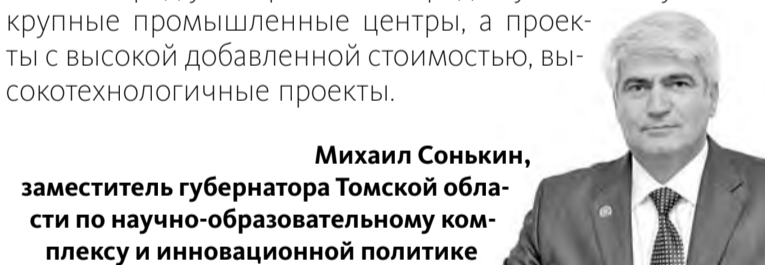 крупные промышленные центры, а проек-
ты с высокой добавленной стоимостью, вы-
сокотехнологичные проекты.
Михаил Сонькин,
заместитель губернатора Томской обла-
сти по научно-образовательному ком-
плексу и инновационной политике